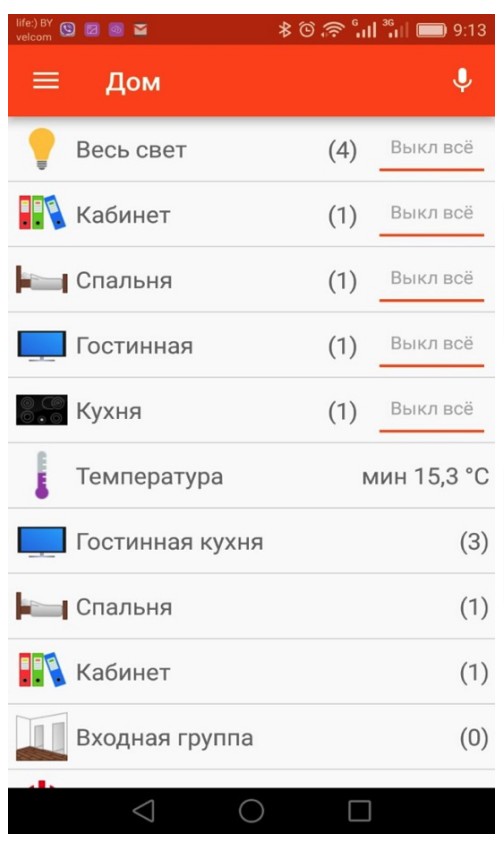 life:) BY
velcom
G 3G 9:13
Дом
Весь свет (4) Выкл всё
Кабинет (1) Выкл всё
Спальня (1) Выкл всё
Гостинная (1) Выкл всё
Кухня (1) Выкл всё
Температура мин 15,3 °C
Гостинная кухня (3)
Спальня (1)
Кабинет (1)
Входная группа (0)